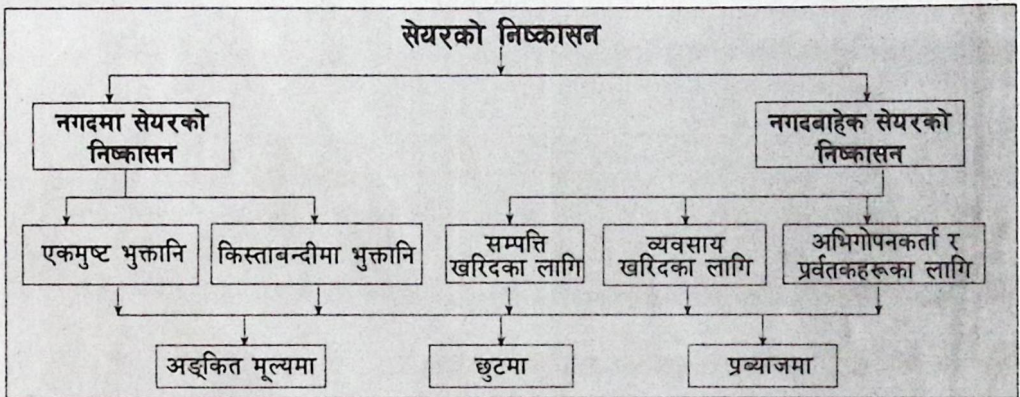 सेयरको निष्कासन
नगदमा सेयरको
निष्कासन
नगदबाहेक सेयरको
निष्कासन
एकमुष्ट भुक्तानि
किस्ताबन्दीमा भुक्तानि
सम्पत्ति
खरिदका लागि
व्यवसाय
खरिदका लागि
अभिगोपनकर्ता र
प्रर्वतकहरूका लागि
अङ्कित मूल्यमा
छुटमा
प्रब्याजमा